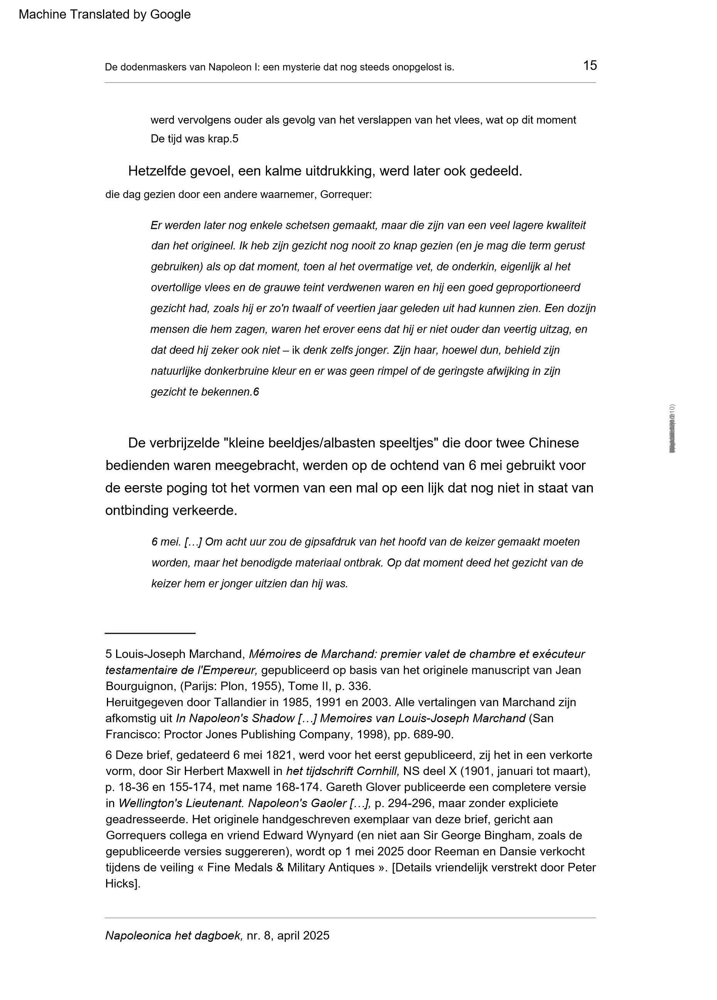 Machine Translated by Google
De dodenmaskers van Napoleon I: een mysterie dat nog steeds onopgelost is.
15
werd vervolgens ouder als gevolg van het verslappen van het vlees, wat op dit moment
De tijd was krap.5
Hetzelfde gevoel, een kalme uitdrukking, werd later ook gedeeld.
die dag gezien door een andere waarnemer, Gorrequer:
Er werden later nog enkele schetsen gemaakt, maar die zijn van een veel lagere kwaliteit
dan het origineel. Ik heb zijn gezicht nog nooit zo knap gezien (en je mag die term gerust
gebruiken) als op dat moment, toen al het overmatige vet, de onderkin, eigenlijk al het
overtollige vlees en de grauwe teint verdwenen waren en hij een goed geproportioneerd
gezicht had, zoals hij er zo'n twaalf of veertien jaar geleden uit had kunnen zien. Een dozijn
mensen die hem zagen, waren het erover eens dat hij er niet ouder dan veertig uitzag, en
dat deed hij zeker ook niet – ik denk zelfs jonger. Zijn haar, hoewel dun, behield zijn
natuurlijke donkerbruine kleur en er was geen rimpel of de geringste afwijking in zijn
gezicht te bekennen.6
De verbrijzelde "kleine beeldjes/albasten speeltjes" die door twee Chinese
bedienden waren meegebracht, werden op de ochtend van 6 mei gebruikt voor
de eerste poging tot het vormen van een mal op een lijk dat nog niet in staat van
ontbinding verkeerde.
6 mei. […] Om acht uur zou de gipsafdruk van het hoofd van de keizer gemaakt moeten
worden, maar het benodigde materiaal ontbrak. Op dat moment deed het gezicht van de
keizer hem er jonger uitzien dan hij was.
5 Louis-Joseph Marchand, Mémoires de Marchand: premier valet de chambre et exécuteur
testamentaire de l'Empereur, gepubliceerd op basis van het originele manuscript van Jean
Bourguignon, (Parijs: Plon, 1955), Tome II, p. 336.
Heruitgegeven door Tallandier in 1985, 1991 en 2003. Alle vertalingen van Marchand zijn
afkomstig uit In Napoleon's Shadow […] Memoires van Louis-Joseph Marchand (San
Francisco: Proctor Jones Publishing Company, 1998), pp. 689-90.
6 Deze brief, gedateerd 6 mei 1821, werd voor het eerst gepubliceerd, zij het in een verkorte
vorm, door Sir Herbert Maxwell in het tijdschrift Cornhill, NS deel X (1901, januari tot maart),
p. 18-36 en 155-174, met name 168-174. Gareth Glover publiceerde een completere versie
in Wellington's Lieutenant. Napoleon's Gaoler […], p. 294-296, maar zonder expliciete
geadresseerde. Het originele handgeschreven exemplaar van deze brief, gericht aan
Gorrequers collega en vriend Edward Wynyard (en niet aan Sir George Bingham, zoals de
gepubliceerde versies suggereren), wordt op 1 mei 2025 door Reeman en Dansie verkocht
tijdens de veiling « Fine Medals & Military Antiques ». [Details vriendelijk verstrekt door Peter
Hicks].
Napoleonica het dagboek, nr. 8, april 2025